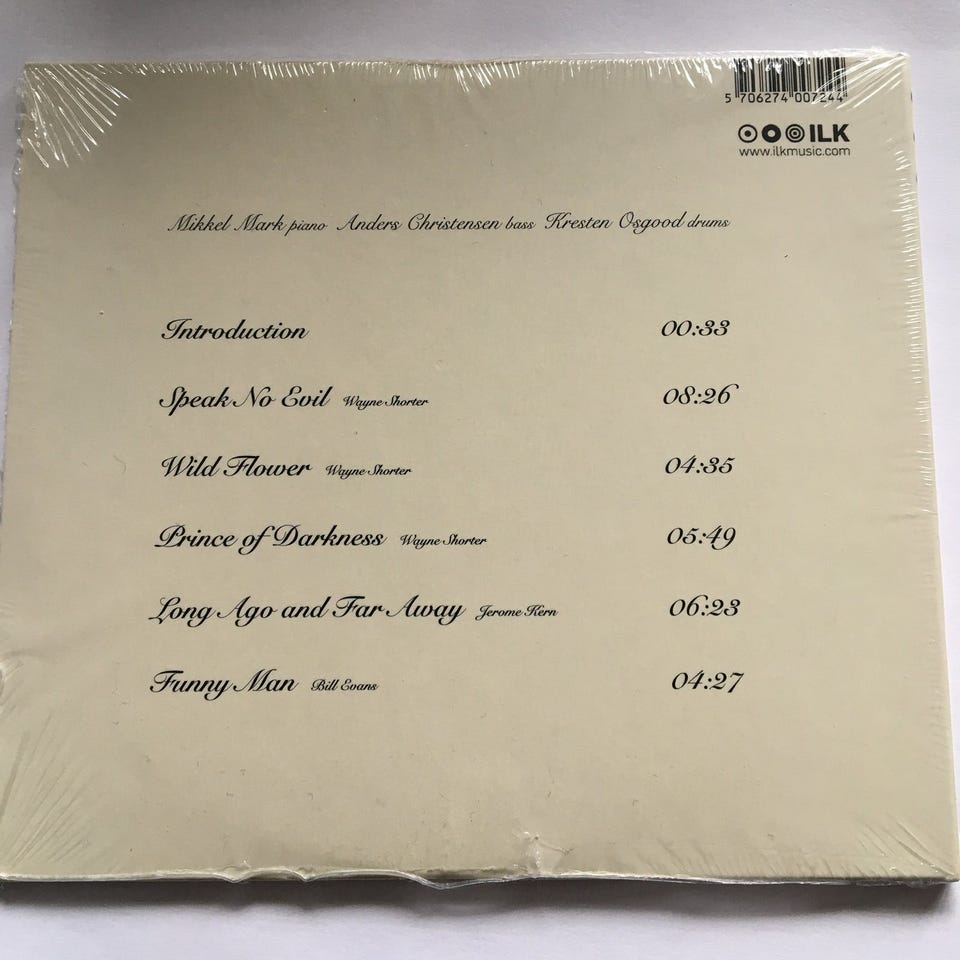 5 706274 007244
ILK
www.ilkmusic.com
Mikkel Mark piano Anders Christensen bass Kresten Osgood drums
Introduction 00:33
Speak No Evil Wayne Shorter 08:26
Wild Flower Wayne Shorter 04:35
Prince of Darkness Wayne Shorter 05:49
Long Ago and Far Away Jerome Kern 06:23
Funny Man Bill Evans 04:27